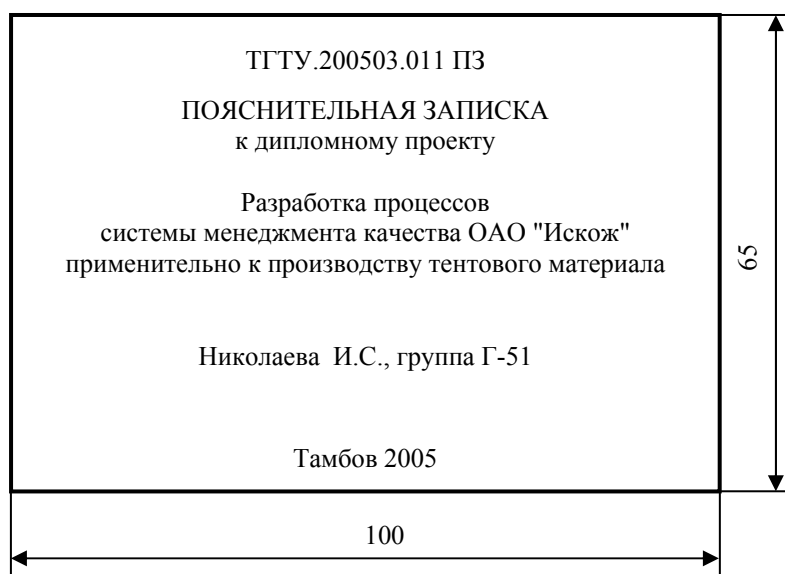 ТГТУ.200503.011 ПЗ
ПОЯСНИТЕЛЬНАЯ ЗАПИСКА
к дипломному проекту
Разработка процессов
системы менеджмента качества ОАО "Искож"
применительно к производству тентового материала
Николаева И.С., группа Г-51
Тамбов 2005
65
100